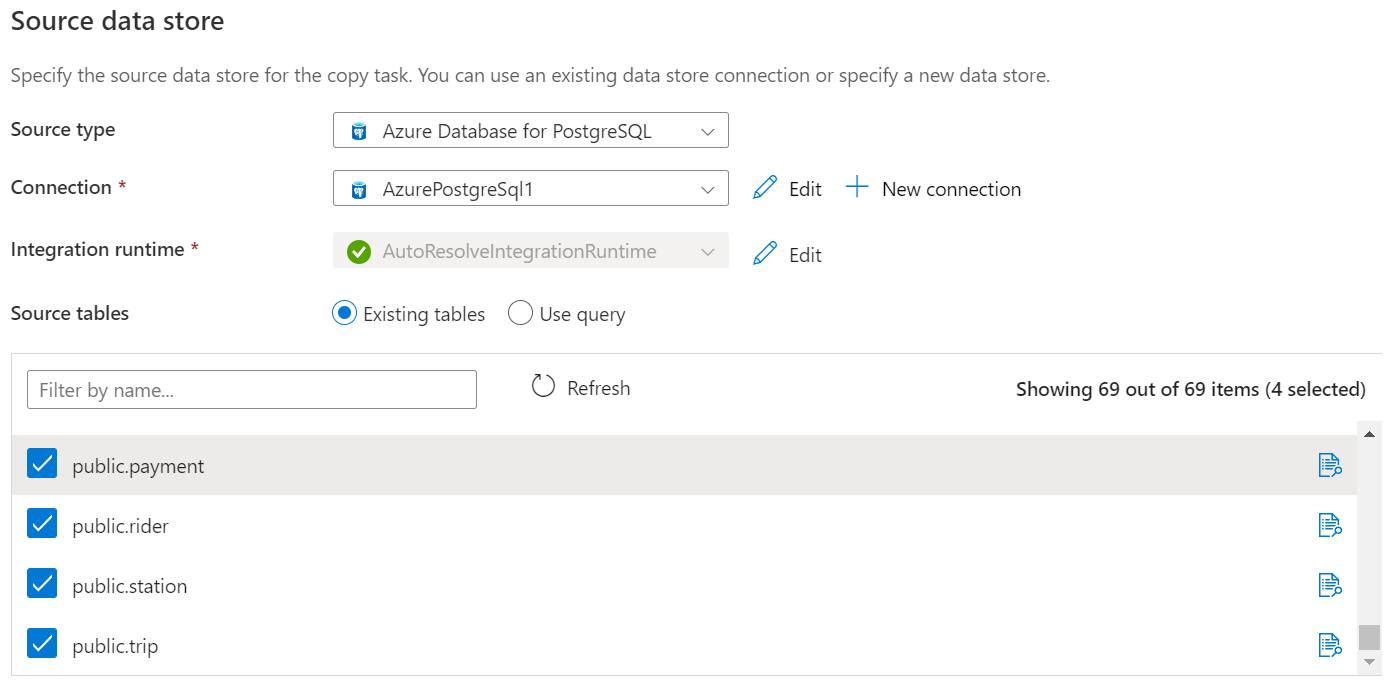 Source data store
Specify the source data store for the copy task. You can use an existing data store connection or specify a new data store.
Source type Azure Database for PostgreSQL
Connection * AzurePostgreSql1 Edit New connection
Integration runtime * AutoResolveIntegrationRuntime Edit
Source tables Existing tables Use query
Filter by name... Refresh Showing 69 out of 69 items (4 selected)
public.payment
public.rider
public.station
public.trip